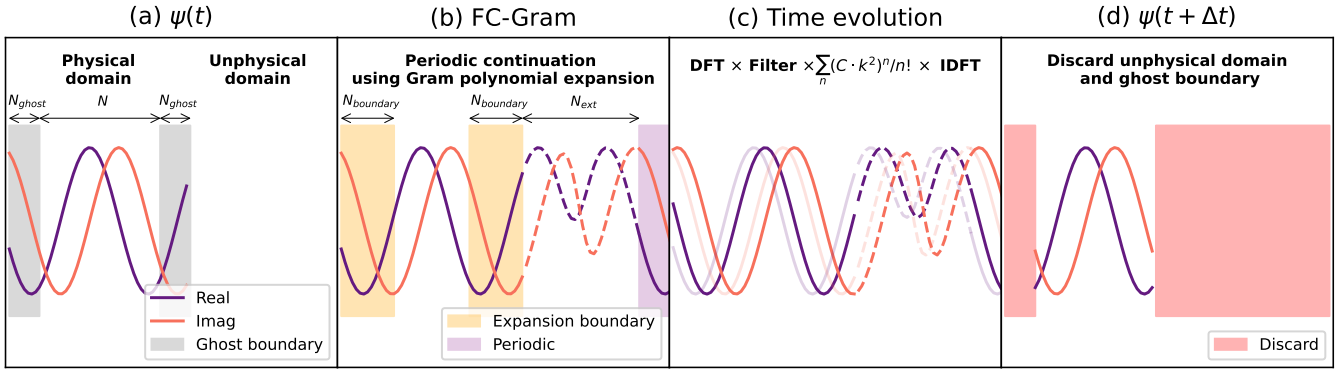 (a) ψ(t)
Physical
domain
Unphysical
domain
N_ghost
N
N_ghost
Real
Imag
Ghost boundary
(b) FC-Gram
Periodic continuation
using Gram polynomial expansion
N_boundary
N_boundary
N_ext
Expansion boundary
Periodic
(c) Time evolution
DFT × Filter ×∑_n(C · k²)ⁿ/n! × IDFT
(d) ψ(t + Δt)
Discard unphysical domain
and ghost boundary
Discard